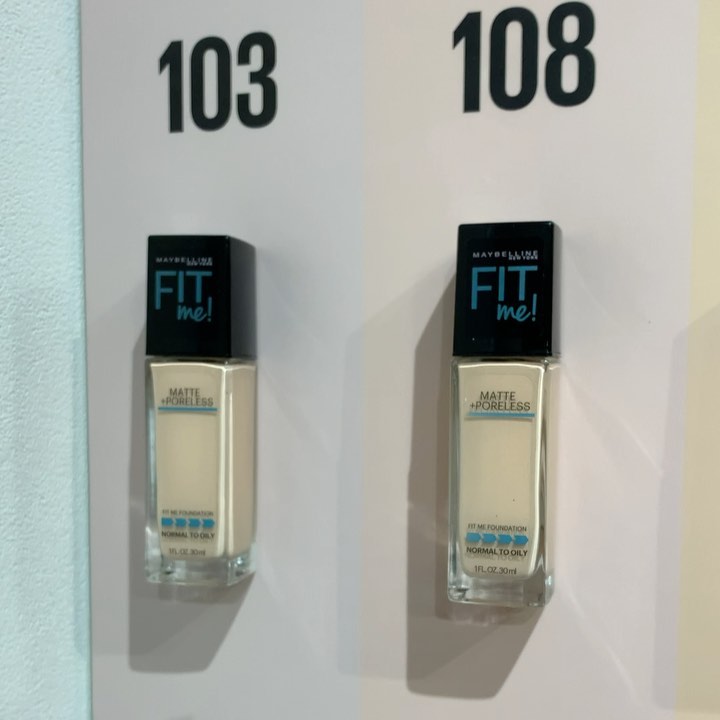 103
MAYBELLINE
NEW YORK
FIT
me!
MATTE
+PORELESS
FIT ME FOUNDATION
NORMAL TO OILY
1FL.OZ.30ml
108
MAYBELLINE
NEW YORK
FIT
me!
MATTE
+PORELESS
FIT ME FOUNDATION
NORMAL TO OILY
1FL.OZ.30ml